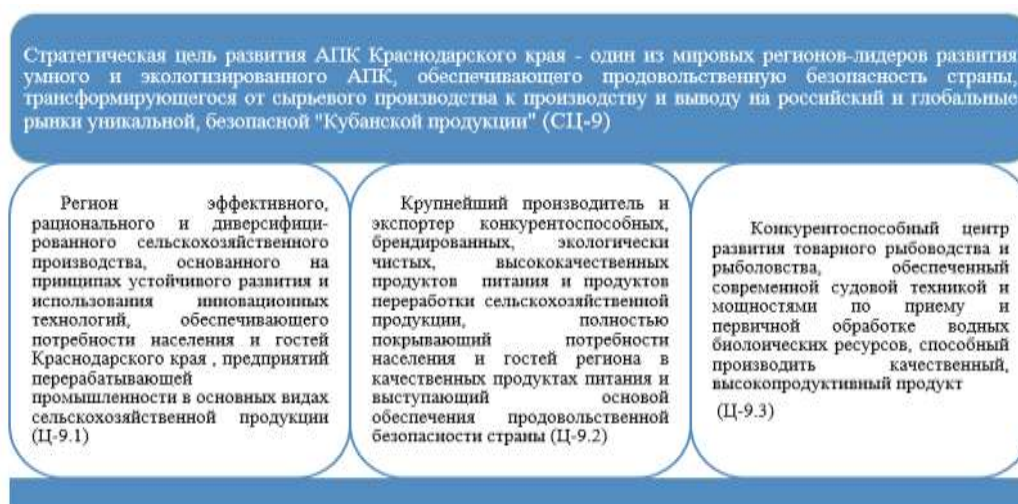 Стратегическая цель развития АПК Краснодарского края - один из мировых регионов-лидеров развития
умного и экологизированного АПК, обеспечивающего продовольственную безопасность страны,
трансформирующегося от сырьевого производства к производству и выводу на российский и глобальные
рынки уникальной, безопасной "Кубанской продукции" (СЦ-9)
Регион эффективного,
рационального и диверсифици-
рованного сельскохозяйственного
производства, основанного на
принципах устойчивого развития и
использования инновационных
технологий, обеспечивающего
потребности населения и гостей
Краснодарского края , предприятий
перерабатывающей
промышленности в основных видах
сельскохозяйственной продукции
(Ц-9.1)
Крупнейший производитель и
экспортер конкурентоспособных,
брендированных, экологически
чистых, высококачественных
продуктов питания и продуктов
переработки сельскохозяйственной
продукции, полностью
покрывающий потребности
населения и гостей региона в
качественных продуктах питания и
выступающий основой
обеспечения продовольственной
безопасности страны (Ц-9.2)
Конкурентоспособный центр
развития товарного рыбоводства и
рыболовства, обеспеченный
современной судовой техникой и
мощностями по приему и
первичной обработке водных
биолоических ресурсов, способный
производить качественный,
высокопродуктивный продукт
(Ц-9.3)